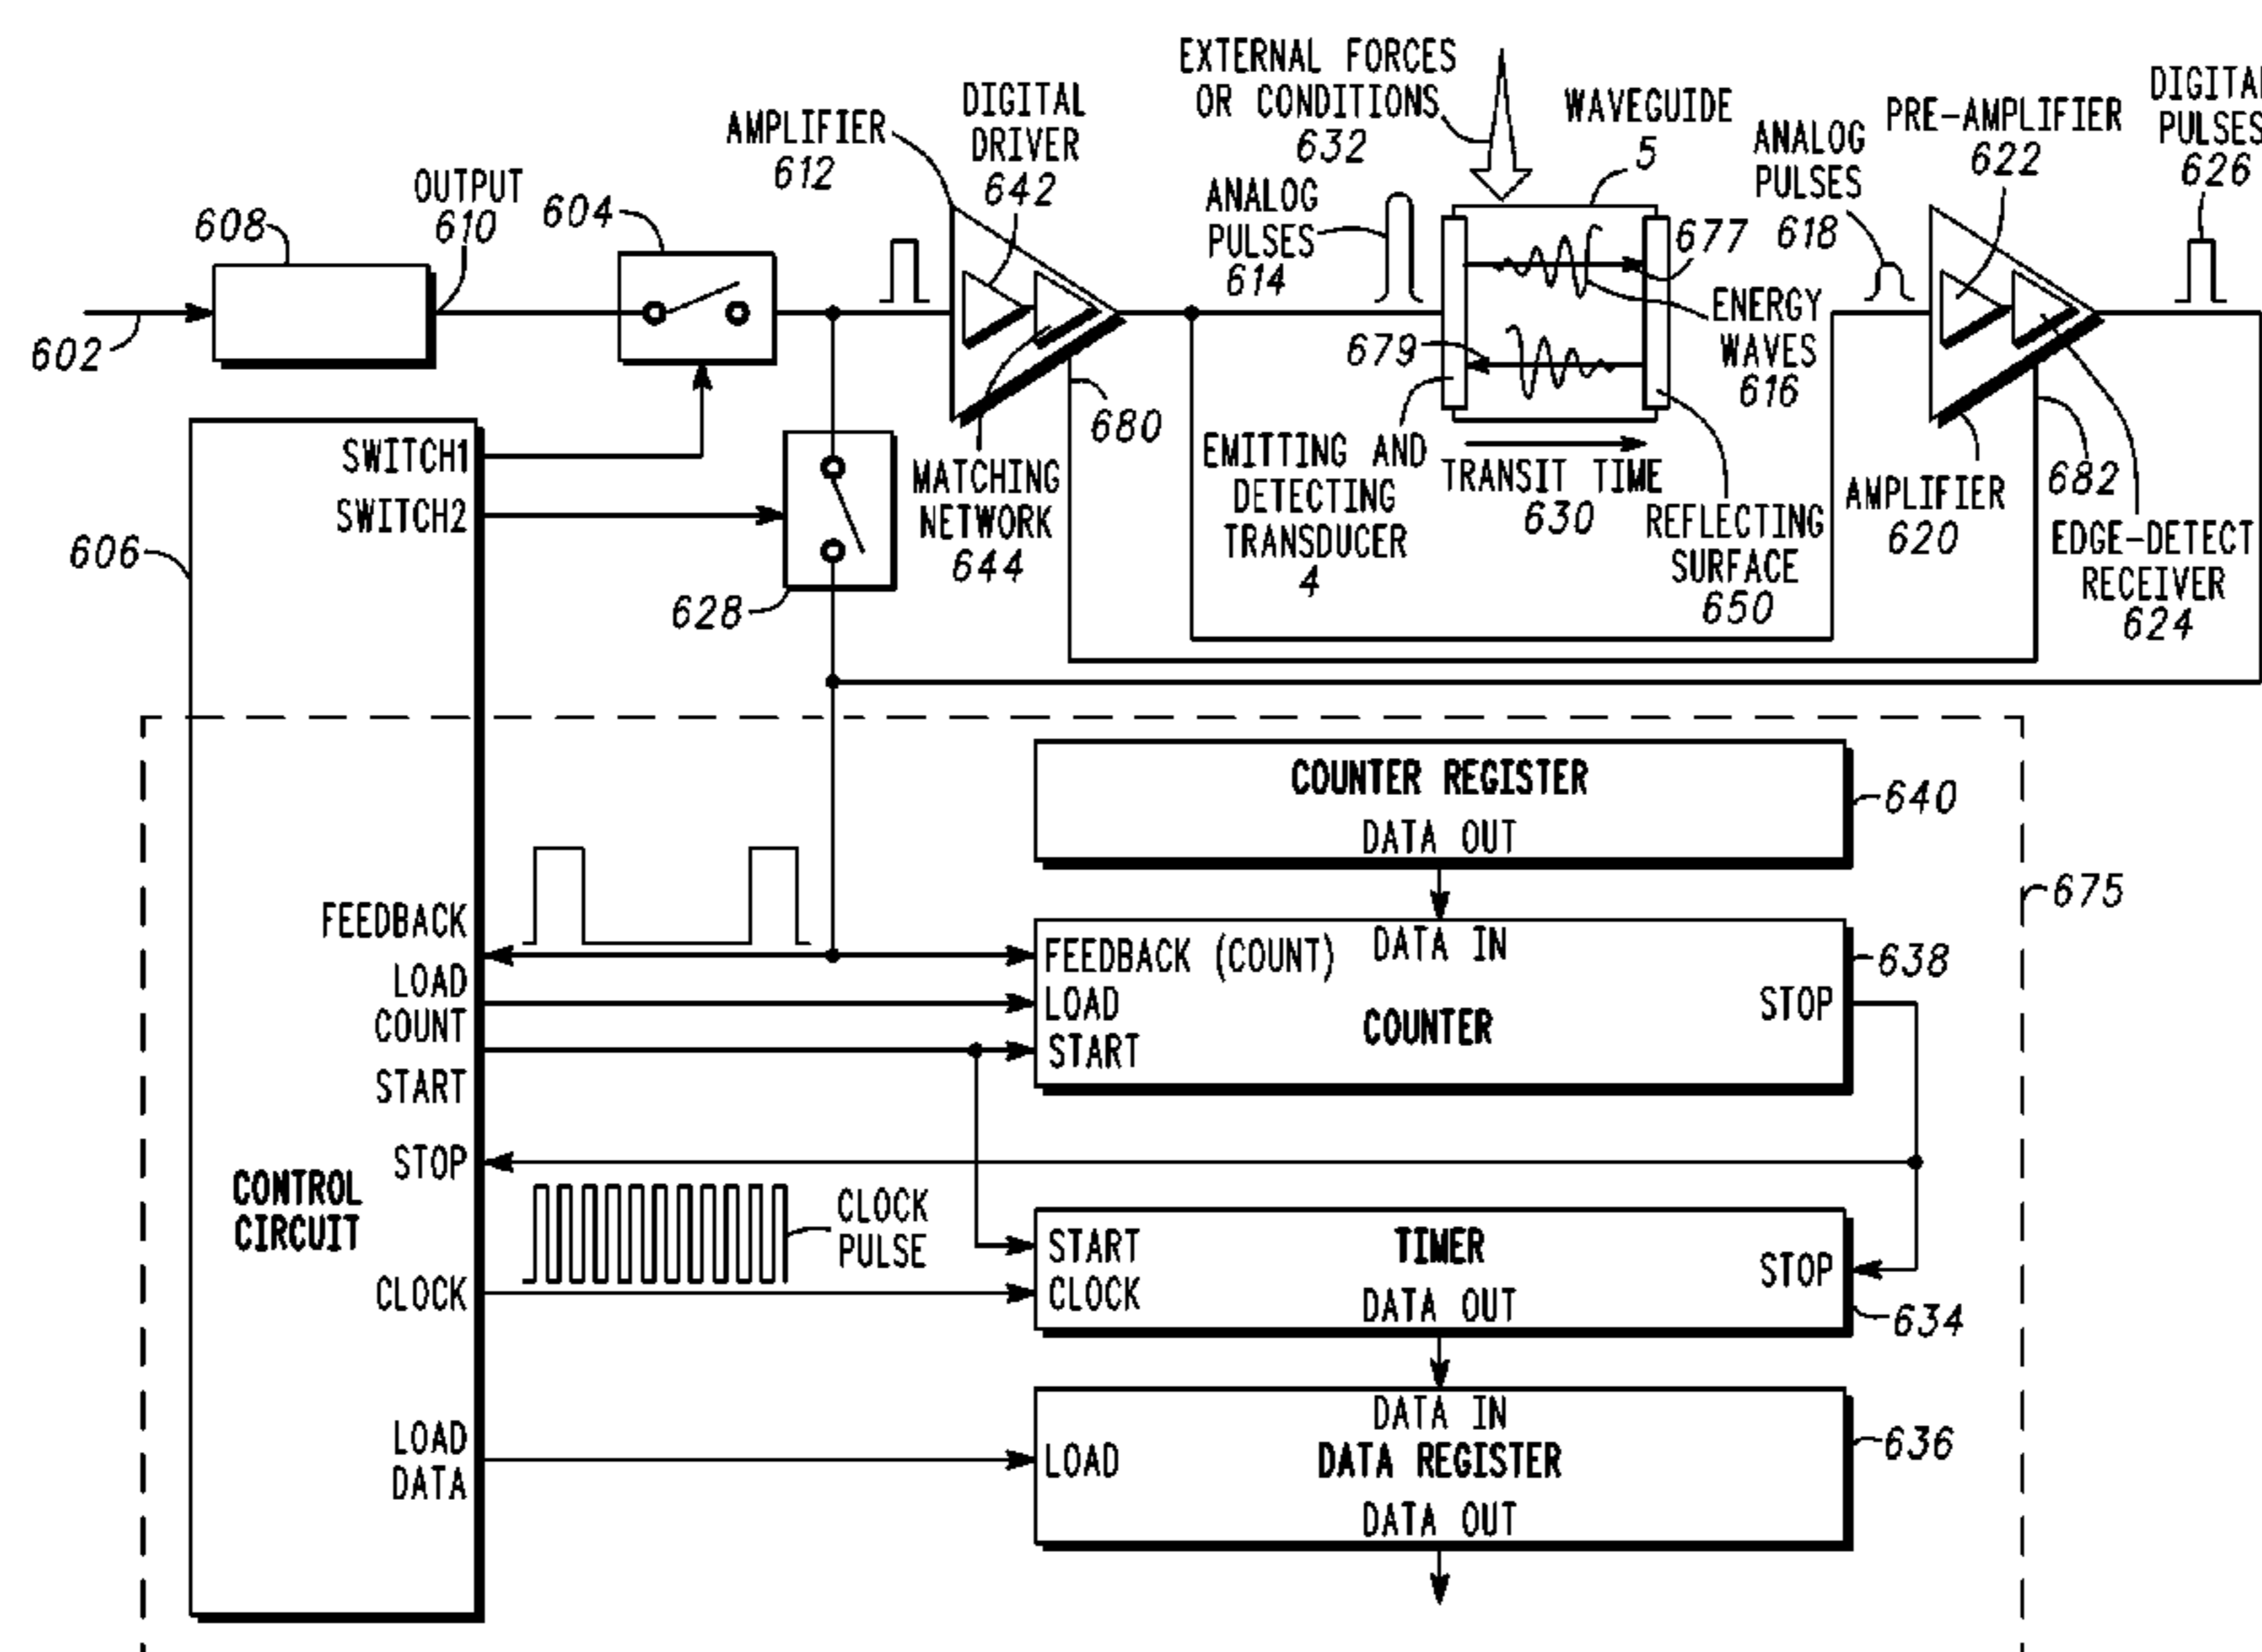 EXTERNAL FORCES
OR CONDITIONS
632
AMPLIFIER
612
DIGITAL
DRIVER
642
WAVEGUIDE
5
ANALOG
PULSES
618
PRE-AMPLIFIER
622
DIGITAL
PULSES
626
608
OUTPUT
610
604
ANALOG
PULSES
614
677
ENERGY
WAVES
616
679
602
680
682
606
SWITCH1
SWITCH2
628
MATCHING
NETWORK
644
EMITTING AND
DETECTING
TRANSDUCER
4
TRANSIT TIME
630
REFLECTING
SURFACE
650
AMPLIFIER
620
EDGE-DETECT
RECEIVER
624
COUNTER REGISTER
DATA OUT
640
675
FEEDBACK
LOAD
COUNT
START
STOP
CONTROL
CIRCUIT
CLOCK
LOAD
DATA
FEEDBACK (COUNT)
DATA IN
LOAD
COUNTER
START
STOP
638
CLOCK
PULSE
START
TIMER
STOP
CLOCK
DATA OUT
634
DATA IN
LOAD
DATA REGISTER
DATA OUT
636